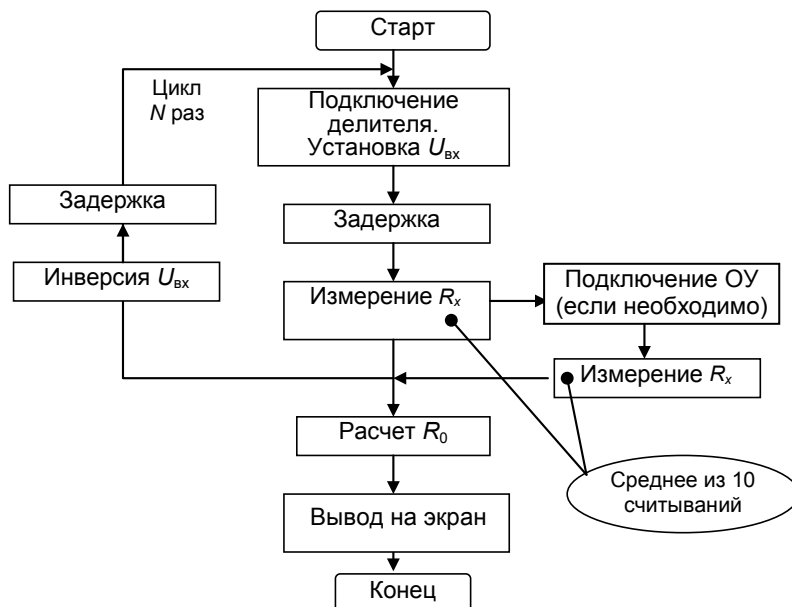 Старт
Цикл
N раз
Подключение
делителя.
Установка Uвх
Задержка
Задержка
Инверсия Uвх
Измерение Rx
Подключение ОУ
(если необходимо)
Измерение Rx
Расчет R0
Среднее из 10
считываний
Вывод на экран
Конец